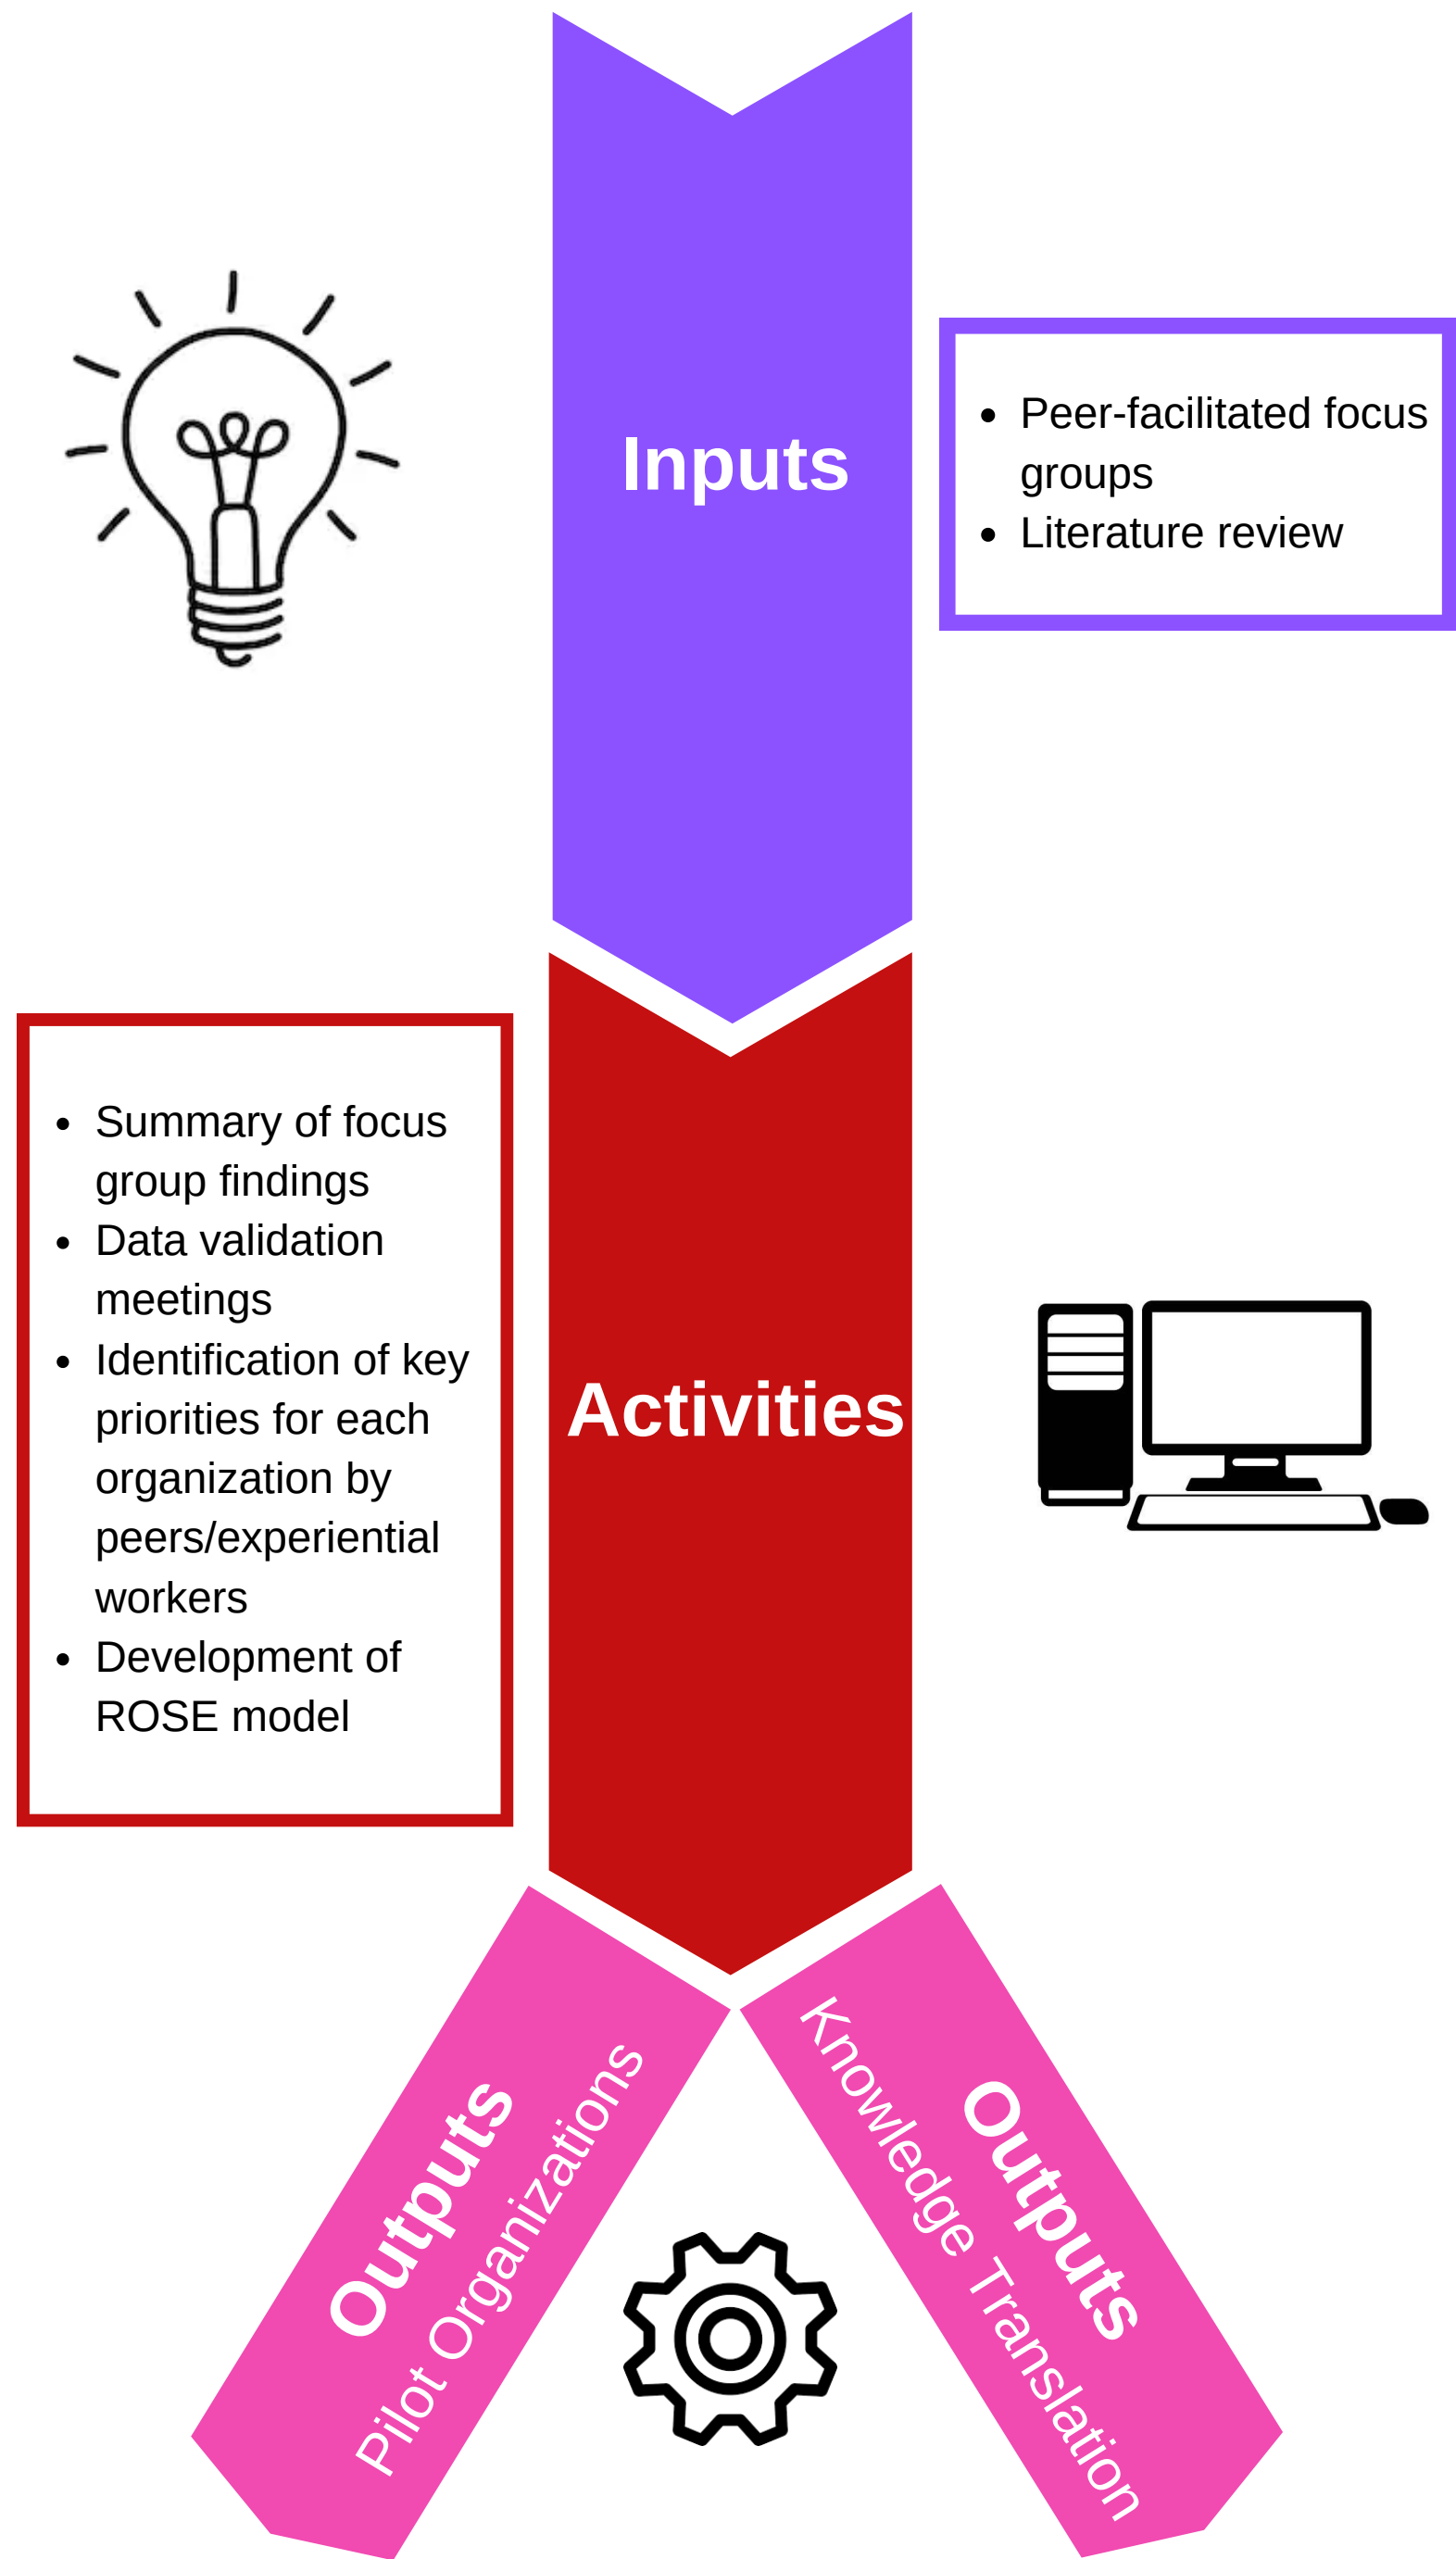 Inputs
• Peer-facilitated focus
groups
• Literature review
• Summary of focus
group findings
• Data validation
meetings
• Identification of key
priorities for each
organization by
peers/experiential
workers
• Development of
ROSE model
Activities
Outputs
Pilot Organizations
Outputs
Knowledge Translation